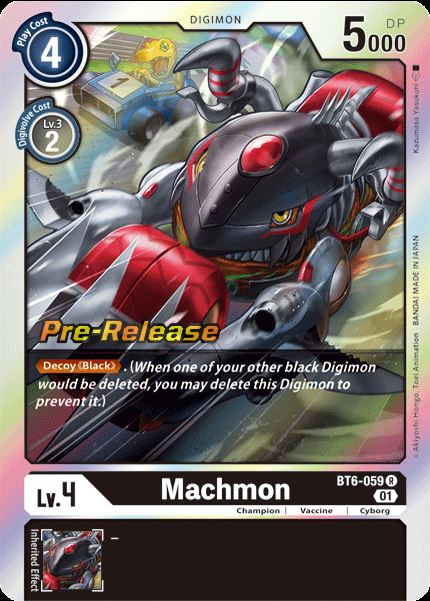 DIGIMON
Play Cost
4
DP
5000
Digivolve Cost
Lv.3
2
1
Kazumasa Yasukuni
Pre-Release
Decoy《Black》. (When one of your other black Digimon
would be deleted, you may delete this Digimon to
prevent it.)
© Akiyoshi Hongo, Toei Animation BANDAI MADE IN JAPAN
Lv.4
Machmon
BT6-059 R
01
Champion | Vaccine | Cyborg
Inherited Effect
–